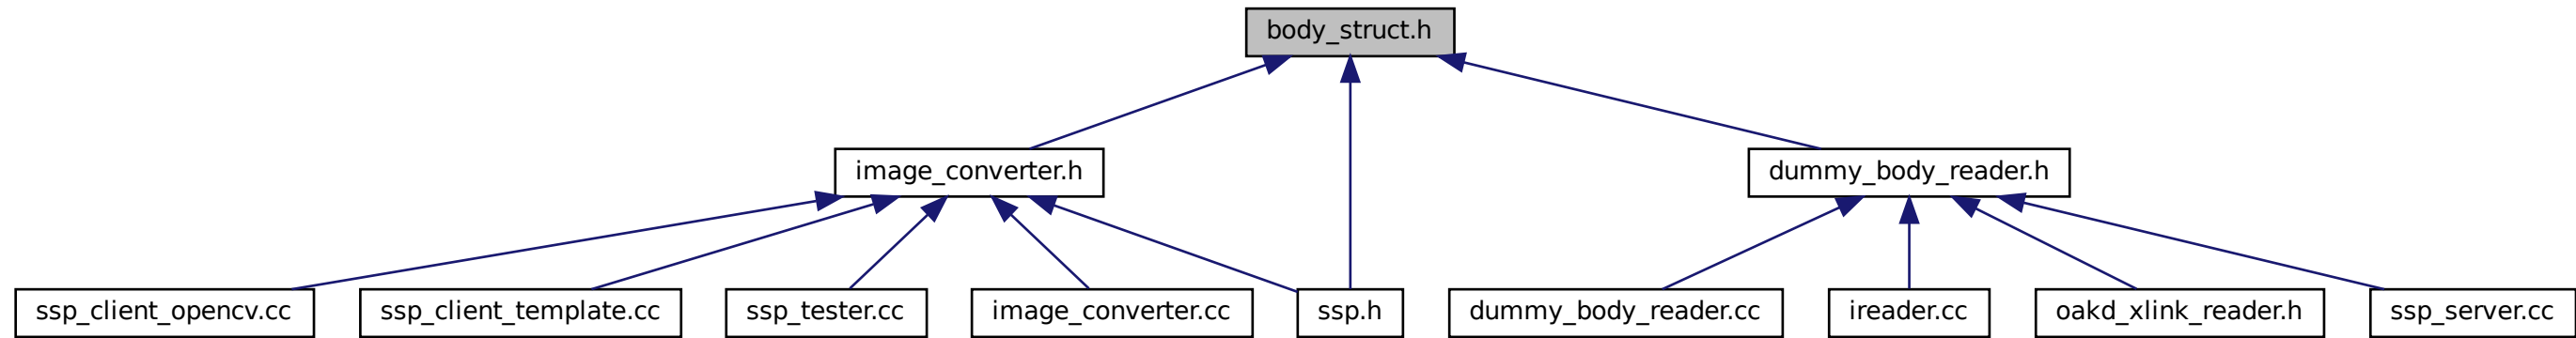 body_struct.h
image_converter.h
dummy_body_reader.h
ssp_client_opencv.cc
ssp_client_template.cc
ssp_tester.cc
image_converter.cc
ssp.h
dummy_body_reader.cc
ireader.cc
oakd_xlink_reader.h
ssp_server.cc